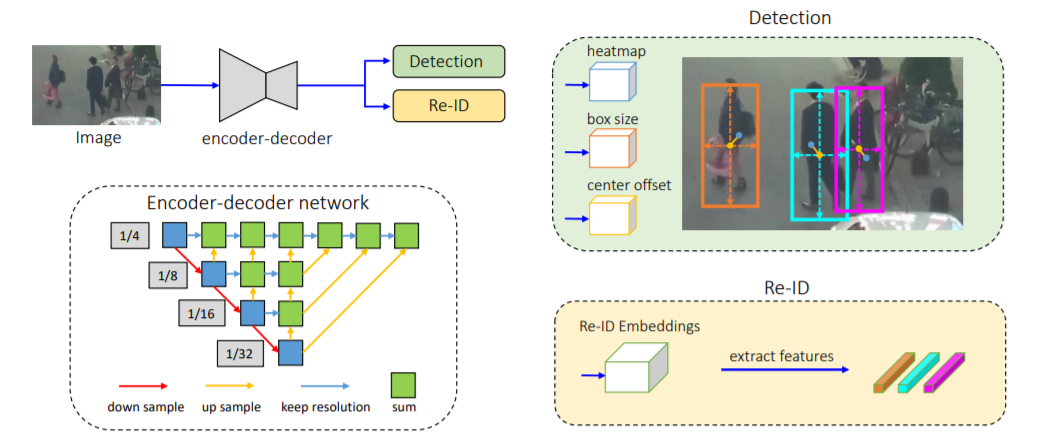 Image
encoder-decoder
Detection
Re-ID
Encoder-decoder network
1/4
1/8
1/16
1/32
down sample
up sample
keep resolution
sum
Detection
heatmap
box size
center offset
Re-ID
Re-ID Embeddings
extract features